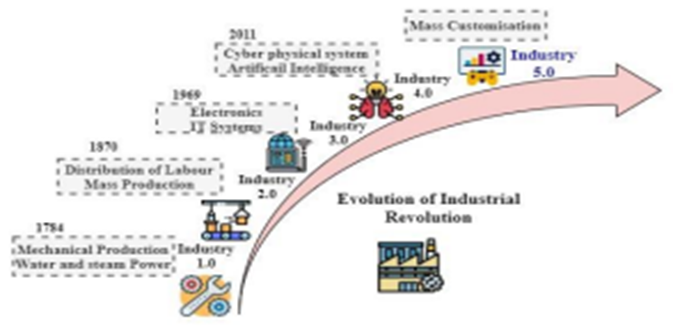 2011
Mass Customisation
Cyber physical system
Artificail Intelligence
Industry
5.0
Industry
4.0
1969
Electronics
IT Systems
Industry
3.0
1870
Distribution of Labour
Mass Production
Industry
2.0
Evolution of Industrial
Revolution
1784
Mechanical Production
Water and steam Power
Industry
1.0